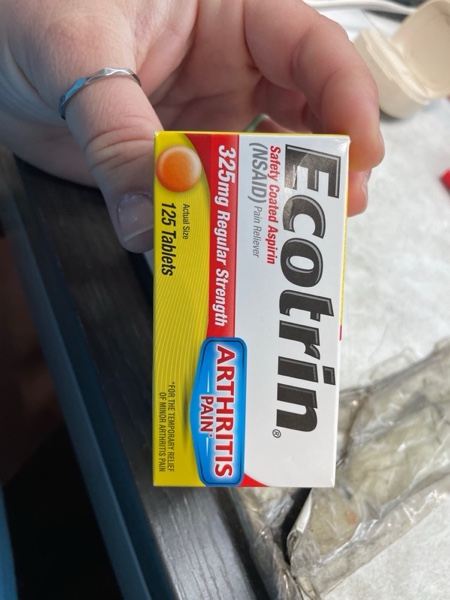 Ecotrin®
Safety Coated Aspirin
(NSAID) Pain Reliever
325mg Regular Strength
ARTHRITIS
PAIN*
Actual Size
125 Tablets
*FOR THE TEMPORARY RELIEF
OF MINOR ARTHRITIS PAIN